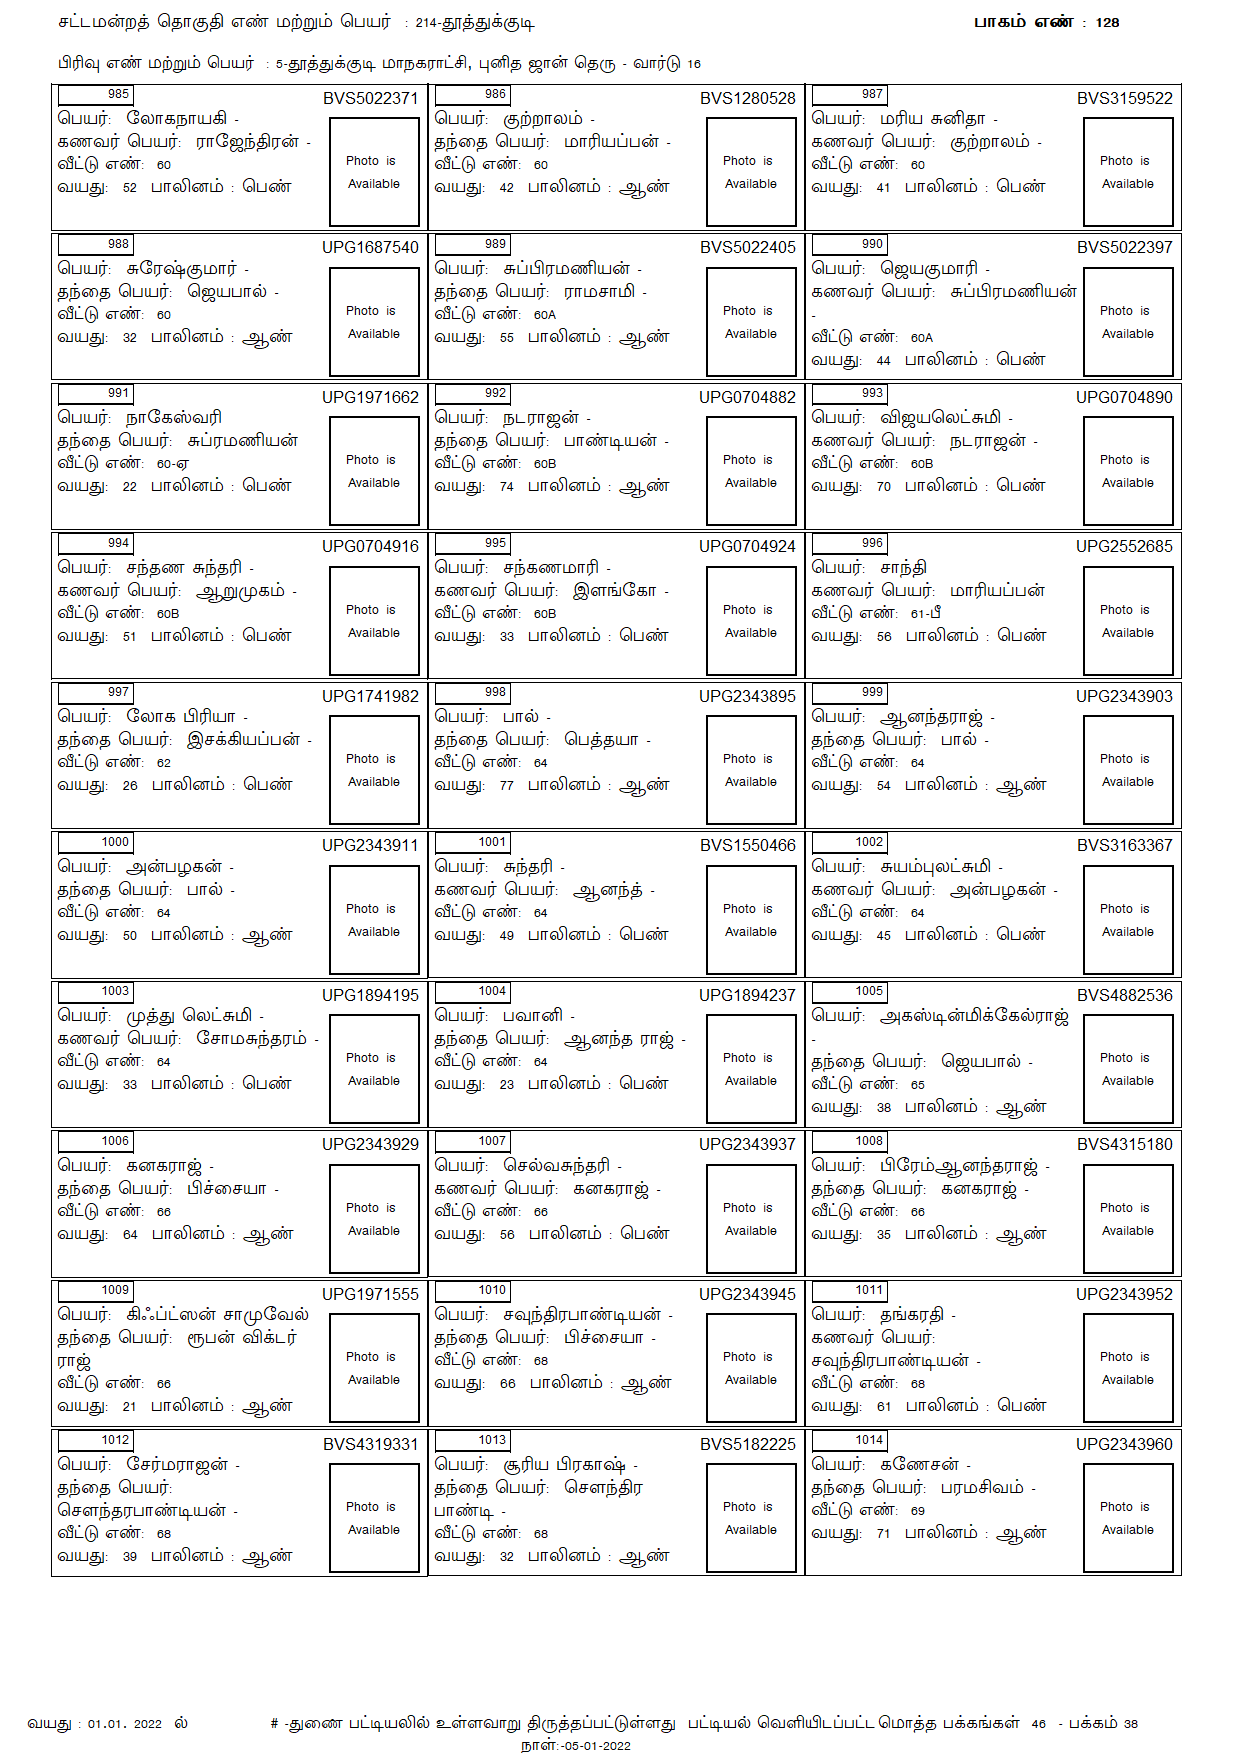 சட்டமன்றத் தொகுதி எண் மற்றும் பெயர் : 214-தூத்துக்குடி பாகம் எண் : 128
பிரிவு எண் மற்றும் பெயர் : 5-தூத்துக்குடி மாநகராட்சி, புனித ஜான் தெரு - வார்டு 16
985 BVS5022371
பெயர்: லோகநாயகி -
கணவர் பெயர்: ராஜேந்திரன் -
வீட்டு எண்: 60
வயது: 52 பாலினம் : பெண்
Photo is
Available
986 BVS1280528
பெயர்: குற்றாலம் -
தந்தை பெயர்: மாரியப்பன் -
வீட்டு எண்: 60
வயது: 42 பாலினம் : ஆண்
Photo is
Available
987 BVS3159522
பெயர்: மரிய சுனிதா -
கணவர் பெயர்: குற்றாலம் -
வீட்டு எண்: 60
வயது: 41 பாலினம் : பெண்
Photo is
Available
988 UPG1687540
பெயர்: சுரேஷ்குமார் -
தந்தை பெயர்: ஜெயபால் -
வீட்டு எண்: 60
வயது: 32 பாலினம் : ஆண்
Photo is
Available
989 BVS5022405
பெயர்: சுப்பிரமணியன் -
தந்தை பெயர்: ராமசாமி -
வீட்டு எண்: 60A
வயது: 55 பாலினம் : ஆண்
Photo is
Available
990 BVS5022397
பெயர்: ஜெயகுமாரி -
கணவர் பெயர்: சுப்பிரமணியன்
-
வீட்டு எண்: 60A
வயது: 44 பாலினம் : பெண்
Photo is
Available
991 UPG1971662
பெயர்: நாகேஸ்வரி
தந்தை பெயர்: சுப்ரமணியன்
வீட்டு எண்: 60-ஏ
வயது: 22 பாலினம் : பெண்
Photo is
Available
992 UPG0704882
பெயர்: நடராஜன் -
தந்தை பெயர்: பாண்டியன் -
வீட்டு எண்: 60B
வயது: 74 பாலினம் : ஆண்
Photo is
Available
993 UPG0704890
பெயர்: விஜயலெட்சுமி -
கணவர் பெயர்: நடராஜன் -
வீட்டு எண்: 60B
வயது: 70 பாலினம் : பெண்
Photo is
Available
994 UPG0704916
பெயர்: சந்தண சுந்தரி -
கணவர் பெயர்: ஆறுமுகம் -
வீட்டு எண்: 60B
வயது: 51 பாலினம் : பெண்
Photo is
Available
995 UPG0704924
பெயர்: சந்கணமாரி -
கணவர் பெயர்: இளங்கோ -
வீட்டு எண்: 60B
வயது: 33 பாலினம் : பெண்
Photo is
Available
996 UPG2552685
பெயர்: சாந்தி
கணவர் பெயர்: மாரியப்பன்
வீட்டு எண்: 61-பீ
வயது: 56 பாலினம் : பெண்
Photo is
Available
997 UPG1741982
பெயர்: லோக பிரியா -
தந்தை பெயர்: இசக்கியப்பன் -
வீட்டு எண்: 62
வயது: 26 பாலினம் : பெண்
Photo is
Available
998 UPG2343895
பெயர்: பால் -
தந்தை பெயர்: பெத்தயா -
வீட்டு எண்: 64
வயது: 77 பாலினம் : ஆண்
Photo is
Available
999 UPG2343903
பெயர்: ஆனந்தராஜ் -
தந்தை பெயர்: பால் -
வீட்டு எண்: 64
வயது: 54 பாலினம் : ஆண்
Photo is
Available
1000 UPG2343911
பெயர்: அன்பழகன் -
தந்தை பெயர்: பால் -
வீட்டு எண்: 64
வயது: 50 பாலினம் : ஆண்
Photo is
Available
1001 BVS1550466
பெயர்: சுந்தரி -
கணவர் பெயர்: ஆனந்த் -
வீட்டு எண்: 64
வயது: 49 பாலினம் : பெண்
Photo is
Available
1002 BVS3163367
பெயர்: சுயம்புலட்சுமி -
கணவர் பெயர்: அன்பழகன் -
வீட்டு எண்: 64
வயது: 45 பாலினம் : பெண்
Photo is
Available
1003 UPG1894195
பெயர்: முத்து லெட்சுமி -
கணவர் பெயர்: சோமசுந்தரம் -
வீட்டு எண்: 64
வயது: 33 பாலினம் : பெண்
Photo is
Available
1004 UPG1894237
பெயர்: பவானி -
தந்தை பெயர்: ஆனந்த ராஜ் -
வீட்டு எண்: 64
வயது: 23 பாலினம் : பெண்
Photo is
Available
1005 BVS4882536
பெயர்: அகஸ்டின்மிக்கேல்ராஜ்
-
தந்தை பெயர்: ஜெயபால் -
வீட்டு எண்: 65
வயது: 38 பாலினம் : ஆண்
Photo is
Available
1006 UPG2343929
பெயர்: கனகராஜ் -
தந்தை பெயர்: பிச்சையா -
வீட்டு எண்: 66
வயது: 64 பாலினம் : ஆண்
Photo is
Available
1007 UPG2343937
பெயர்: செல்வசுந்தரி -
கணவர் பெயர்: கனகராஜ் -
வீட்டு எண்: 66
வயது: 56 பாலினம் : பெண்
Photo is
Available
1008 BVS4315180
பெயர்: பிரேம்ஆனந்தராஜ் -
தந்தை பெயர்: கனகராஜ் -
வீட்டு எண்: 66
வயது: 35 பாலினம் : ஆண்
Photo is
Available
1009 UPG1971555
பெயர்: கிஃப்ட்ஸன் சாமுவேல்
தந்தை பெயர்: ரூபன் விக்டர்
ராஜ்
வீட்டு எண்: 66
வயது: 21 பாலினம் : ஆண்
Photo is
Available
1010 UPG2343945
பெயர்: சவுந்திரபாண்டியன் -
தந்தை பெயர்: பிச்சையா -
வீட்டு எண்: 68
வயது: 66 பாலினம் : ஆண்
Photo is
Available
1011 UPG2343952
பெயர்: தங்கரதி -
கணவர் பெயர்:
சவுந்திரபாண்டியன் -
வீட்டு எண்: 68
வயது: 61 பாலினம் : பெண்
Photo is
Available
1012 BVS4319331
பெயர்: சேர்மராஜன் -
தந்தை பெயர்:
சௌந்தரபாண்டியன் -
வீட்டு எண்: 68
வயது: 39 பாலினம் : ஆண்
Photo is
Available
1013 BVS5182225
பெயர்: சூரிய பிரகாஷ் -
தந்தை பெயர்: சௌந்திர
பாண்டி -
வீட்டு எண்: 68
வயது: 32 பாலினம் : ஆண்
Photo is
Available
1014 UPG2343960
பெயர்: கணேசன் -
தந்தை பெயர்: பரமசிவம் -
வீட்டு எண்: 69
வயது: 71 பாலினம் : ஆண்
Photo is
Available
வயது : 01.01. 2022 ல் # -துணை பட்டியலில் உள்ளவாறு திருத்தப்பட்டுள்ளது பட்டியல் வெளியிடப்பட்ட மொத்த பக்கங்கள் 46 - பக்கம் 38
நாள்:-05-01-2022